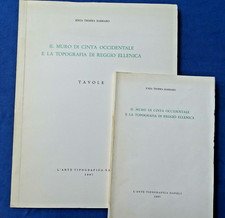 IL MURO DI CINTA OCCIDENTALE
E LA TOPOGRAFIA DI REGGIO ELLENICA
TAVOLE
L'ARTE TIPOGRAFICA
IL MURO DI CINTA OCCIDENTALE
E LA TOPOGRAFIA DI REGGIO ELLENICA
L'ARTE TIPOGRAFICA NAPOLI